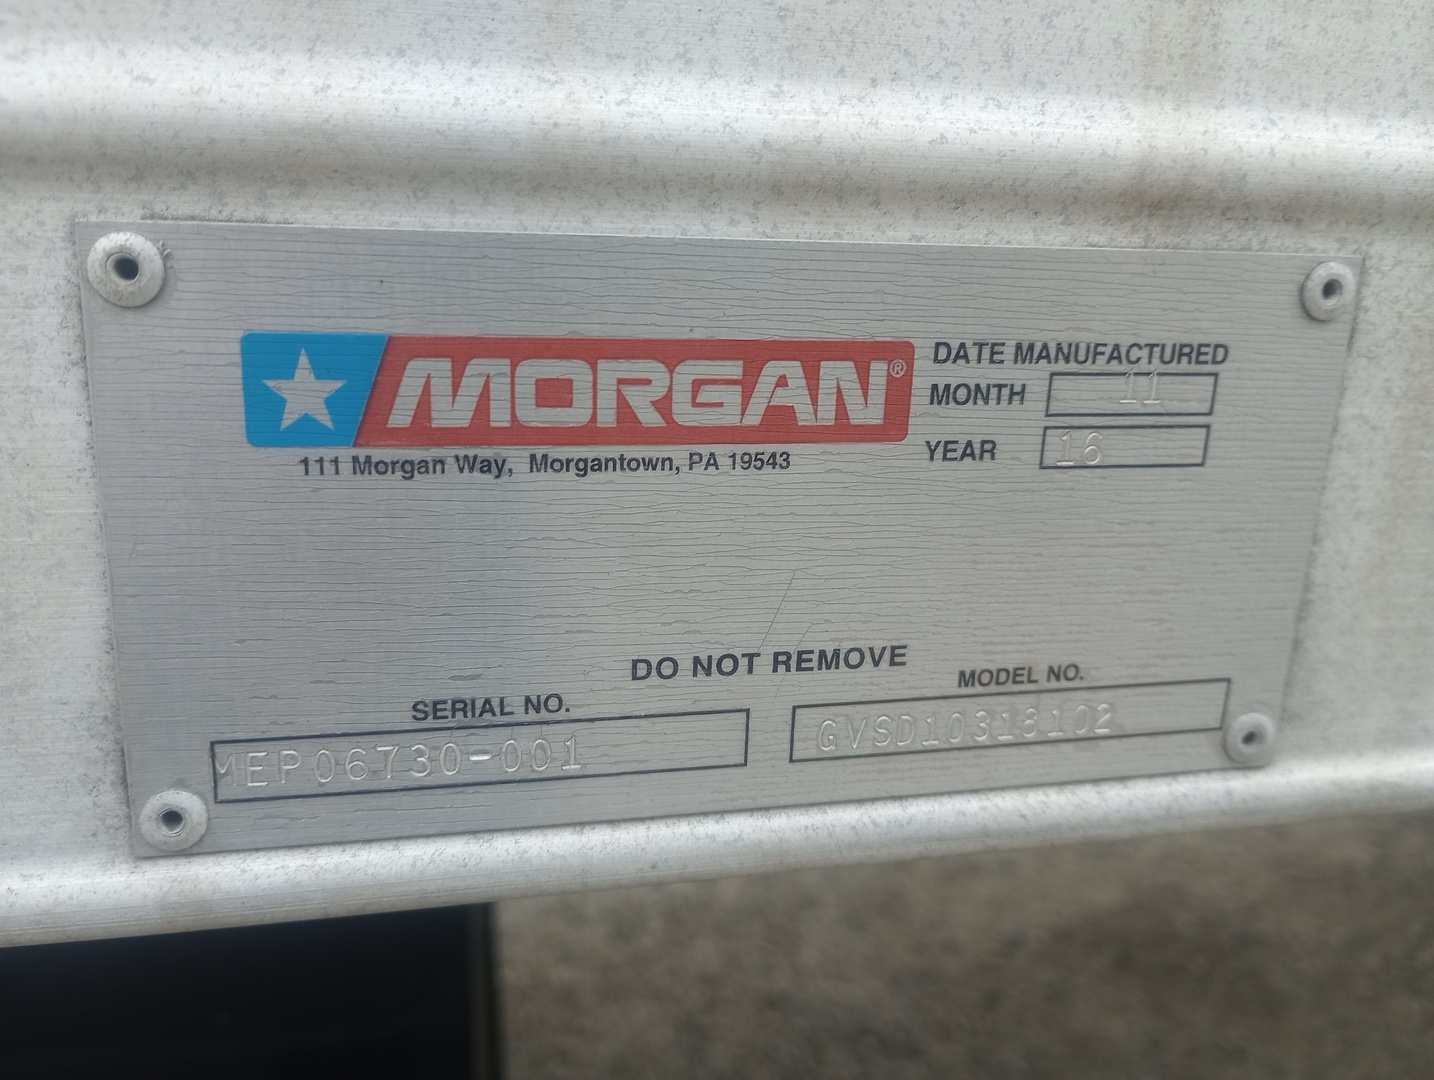 MORGAN®
111 Morgan Way, Morgantown, PA 19543
DATE MANUFACTURED
MONTH 11
YEAR 16
DO NOT REMOVE
SERIAL NO.
MEP06730-001
MODEL NO.
GVSD10318102